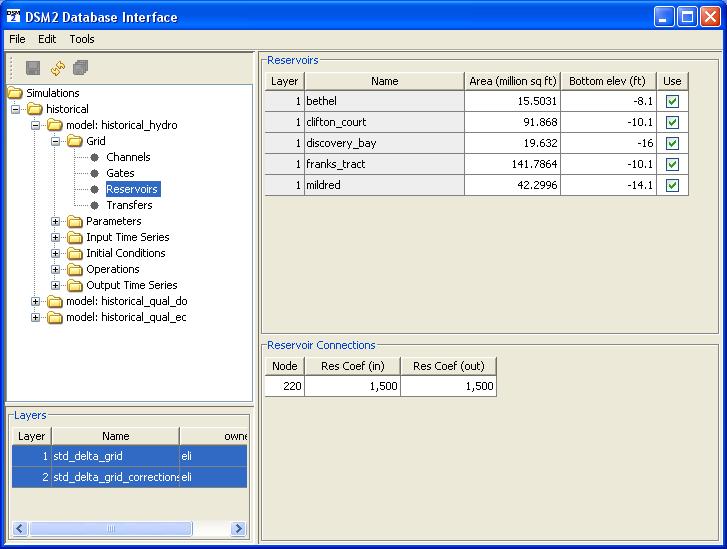 DSM2 Database Interface
File Edit Tools
Simulations
historical
model: historical_hydro
Grid
Channels
Gates
Reservoirs
Transfers
Parameters
Input Time Series
Initial Conditions
Operations
Output Time Series
model: historical_qual_do
model: historical_qual_ec
Layers
Layer Name owne
1 std_delta_grid eli
2 std_delta_grid_corrections eli
Reservoirs
Layer Name Area (million sq ft) Bottom elev (ft) Use
1 bethel 15.5031 -8.1
1 clifton_court 91.868 -10.1
1 discovery_bay 19.632 -16
1 franks_tract 141.7864 -10.1
1 mildred 42.2996 -14.1
Reservoir Connections
Node Res Coef (in) Res Coef (out)
220 1,500 1,500